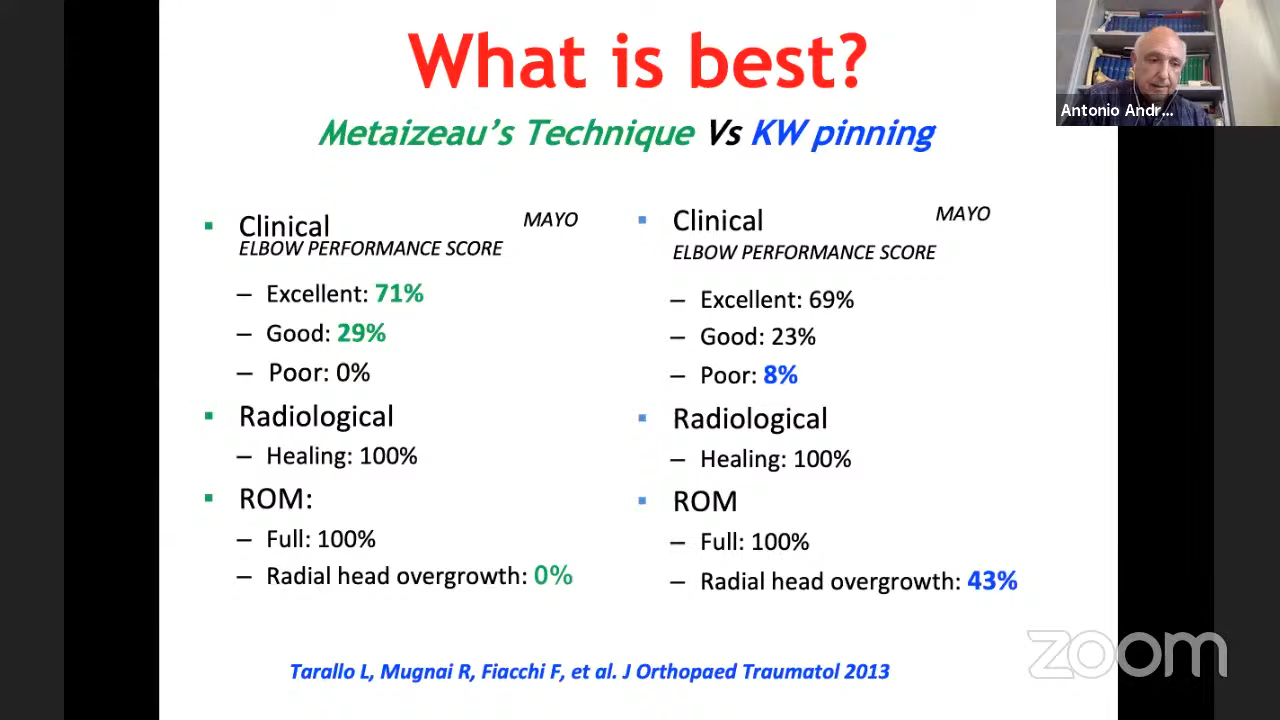 What is best?
Metaizeau's Technique Vs KW pinning
Antonio Andr...
▪ Clinical MAYO
ELBOW PERFORMANCE SCORE
– Excellent: 71%
– Good: 29%
– Poor: 0%
▪ Radiological
– Healing: 100%
▪ ROM:
– Full: 100%
– Radial head overgrowth: 0%
▪ Clinical MAYO
ELBOW PERFORMANCE SCORE
– Excellent: 69%
– Good: 23%
– Poor: 8%
▪ Radiological
– Healing: 100%
▪ ROM
– Full: 100%
– Radial head overgrowth: 43%
Tarallo L, Mugnai R, Fiacchi F, et al. J Orthopaed Traumatol 2013
zoom